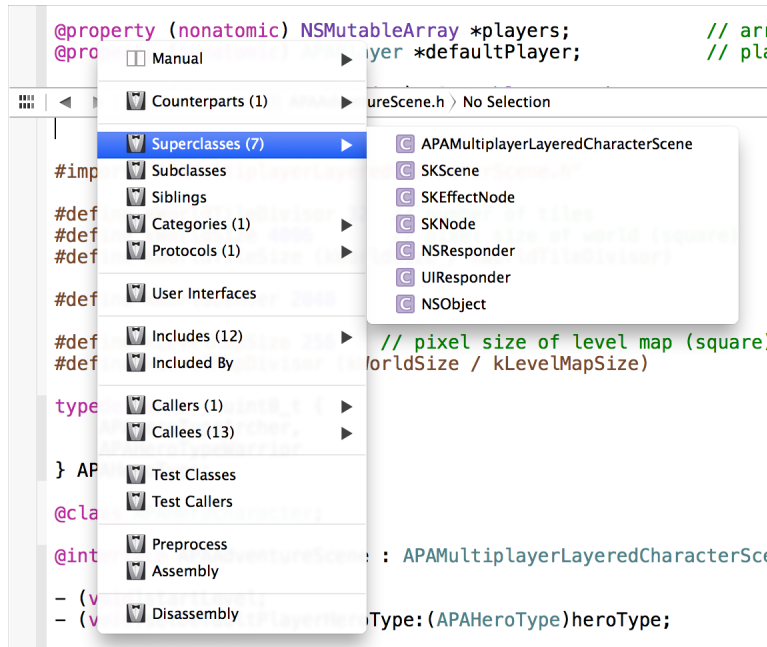 @property (nonatomic) NSMutableArray *players; // arr
@pro yer *defaultPlayer; // pla
Manual
Counterparts (1) ureScene.h › No Selection
Superclasses (7) APAMultiplayerLayeredCharacterScene
#imp Subclasses SKScene
Siblings SKEffectNode
#def Categories (1) SKNode
#def Protocols (1) NSResponder
#def UIResponder
User Interfaces NSObject
#def
Includes (12)
#def // pixel size of level map (square)
#def Included By WorldSize / kLevelMapSize)
type Callers (1)
Callees (13)
} AP Test Classes
Test Callers
@cla
Preprocess
@int : APAMultiplayerLayeredCharacterSce
Assembly
- (v
- (v Disassembly Type:(APAHeroType)heroType;